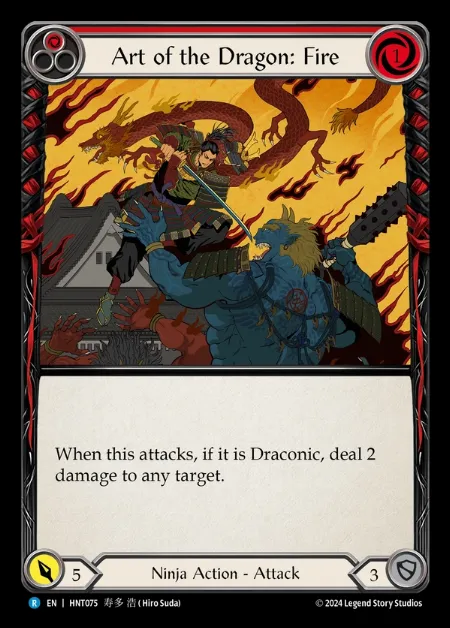 Art of the Dragon: Fire
1
When this attacks, if it is Draconic, deal 2
damage to any target.
5
Ninja Action - Attack
3
R EN | HNT075 寿多 浩 ( Hiro Suda)
© 2024 Legend Story Studios